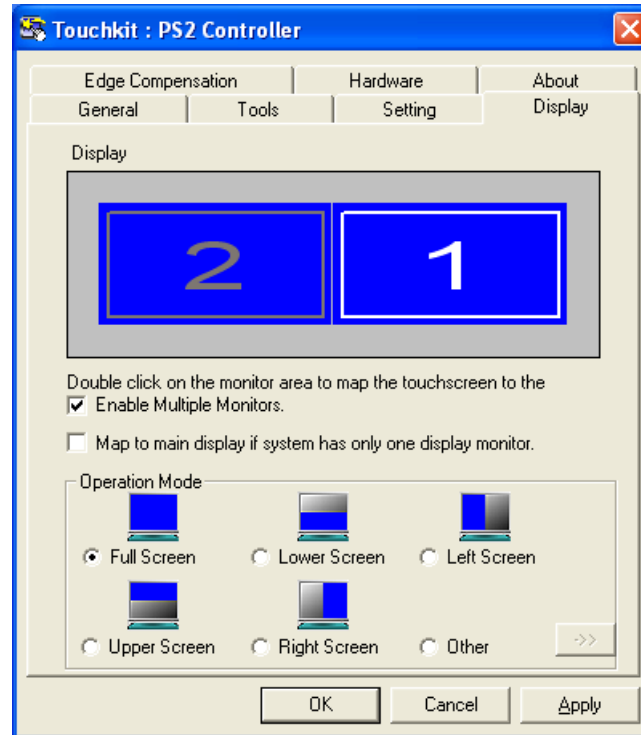 Touchkit : PS2 Controller
Edge Compensation Hardware About
General Tools Setting Display
Display
2 1
Double click on the monitor area to map the touchscreen to the
Enable Multiple Monitors.
Map to main display if system has only one display monitor.
Operation Mode
Full Screen Lower Screen Left Screen
Upper Screen Right Screen Other ->>
OK Cancel Apply